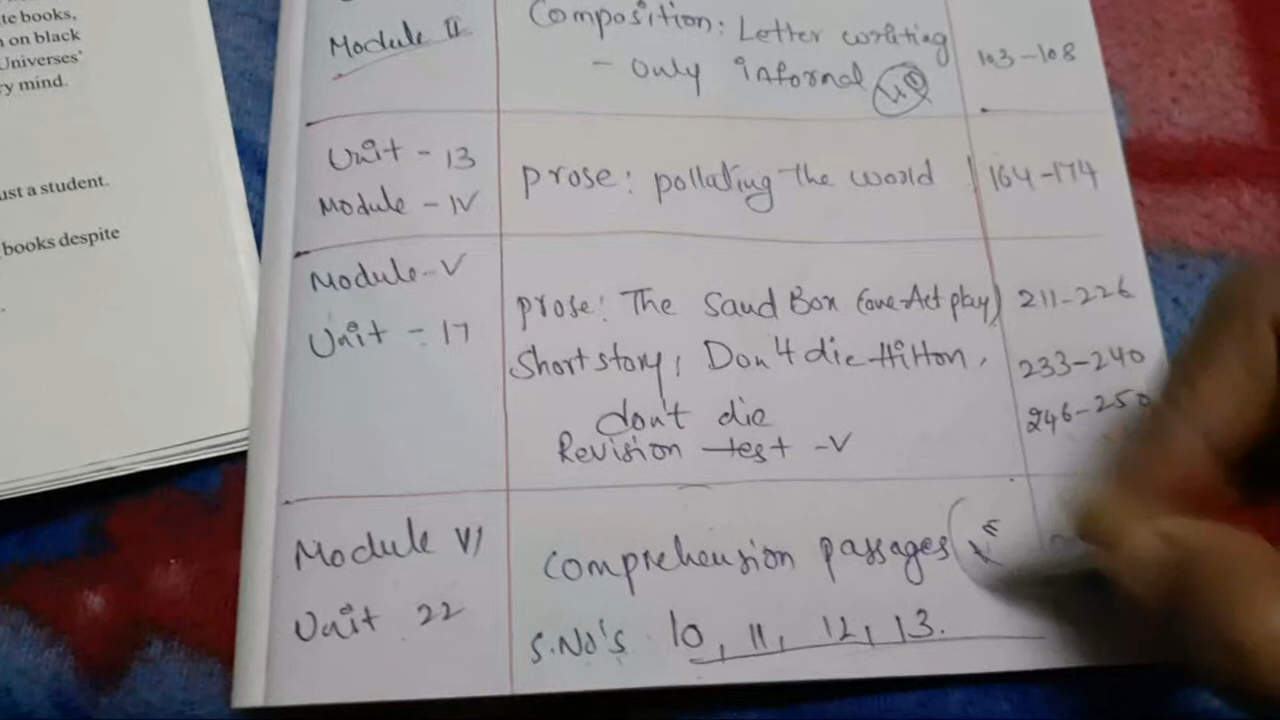 te books,
on black
Universes'
y mind.
ust a student.
books despite
Module II
Composition: Letter writing
- only informal
103-108
Unit - 13
Module - IV
prose: polluting the world
164-174
Module - V
Unit - 17
prose: The Sand Box (one-Act play)
211-226
Short story; Don't die Hilton,
233-240
don't die
246-250
Revision test - V
Module VI
Unit 22
Comprehension passages
S.No's 10, 11, 12, 13.